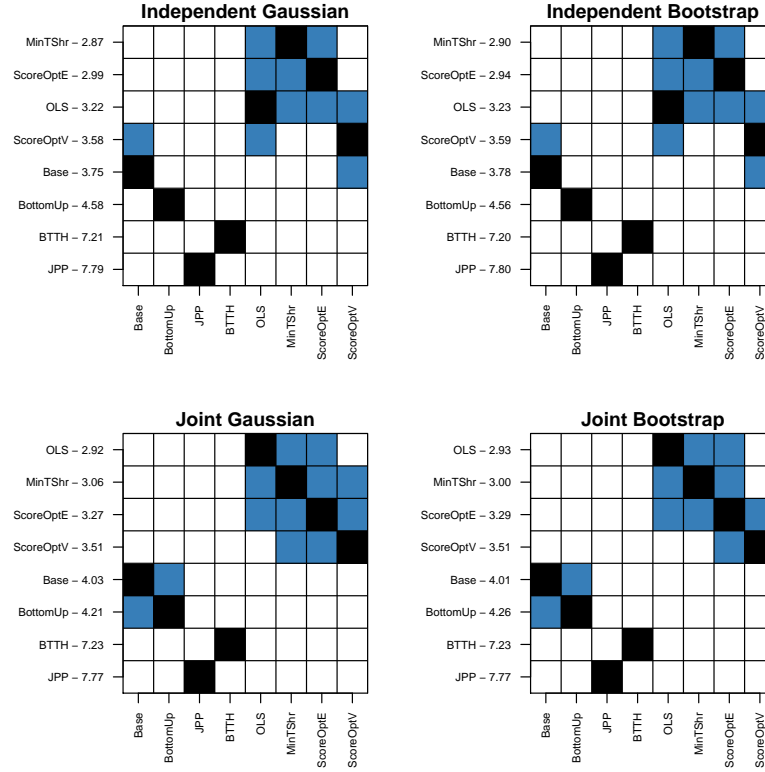 Independent Gaussian
MinTShr − 2.87
ScoreOptE − 2.99
OLS − 3.22
ScoreOptV − 3.58
Base − 3.75
BottomUp − 4.58
BTTH − 7.21
JPP − 7.79
Base
BottomUp
JPP
BTTH
OLS
MinTShr
ScoreOptE
ScoreOptV
Independent Bootstrap
MinTShr − 2.90
ScoreOptE − 2.94
OLS − 3.23
ScoreOptV − 3.59
Base − 3.78
BottomUp − 4.56
BTTH − 7.20
JPP − 7.80
Base
BottomUp
JPP
BTTH
OLS
MinTShr
ScoreOptE
ScoreOptV
Joint Gaussian
OLS − 2.92
MinTShr − 3.06
ScoreOptE − 3.27
ScoreOptV − 3.51
Base − 4.03
BottomUp − 4.21
BTTH − 7.23
JPP − 7.77
Base
BottomUp
JPP
BTTH
OLS
MinTShr
ScoreOptE
ScoreOptV
Joint Bootstrap
OLS − 2.93
MinTShr − 3.00
ScoreOptE − 3.29
ScoreOptV − 3.51
Base − 4.01
BottomUp − 4.26
BTTH − 7.23
JPP − 7.77
Base
BottomUp
JPP
BTTH
OLS
MinTShr
ScoreOptE
ScoreOptV